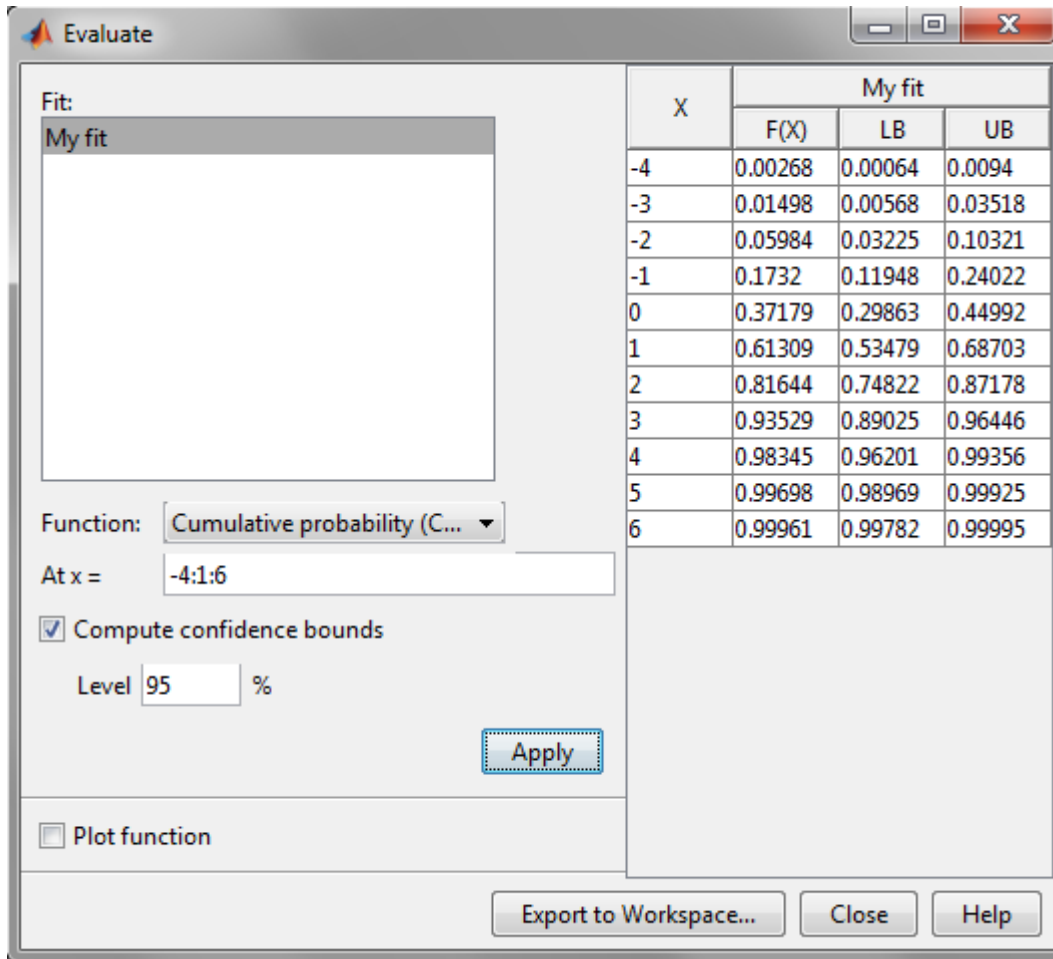 Evaluate
Fit:
My fit
Function: Cumulative probability (C...
At x = -4:1:6
Compute confidence bounds
Level 95 %
Apply
Plot function
X My fit
F(X) LB UB
-4 0.00268 0.00064 0.0094
-3 0.01498 0.00568 0.03518
-2 0.05984 0.03225 0.10321
-1 0.1732 0.11948 0.24022
0 0.37179 0.29863 0.44992
1 0.61309 0.53479 0.68703
2 0.81644 0.74822 0.87178
3 0.93529 0.89025 0.96446
4 0.98345 0.96201 0.99356
5 0.99698 0.98969 0.99925
6 0.99961 0.99782 0.99995
Export to Workspace... Close Help